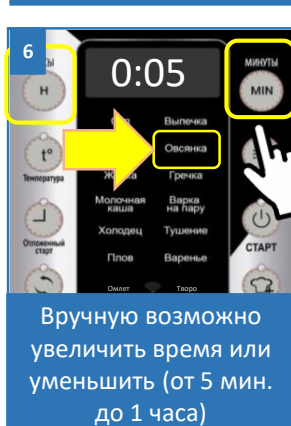 6
МИНУТЫ
H
0:05
MIN
Выпечка
Овсянка
t°
Температура
Гречка
Молочная каша
Варка на пару
Отложенный старт
Холодец
Тушение
СТАРТ
Плов
Варенье
Омлет
Творо
Вручную возможно
увеличить время или
уменьшить (от 5 мин.
до 1 часа)